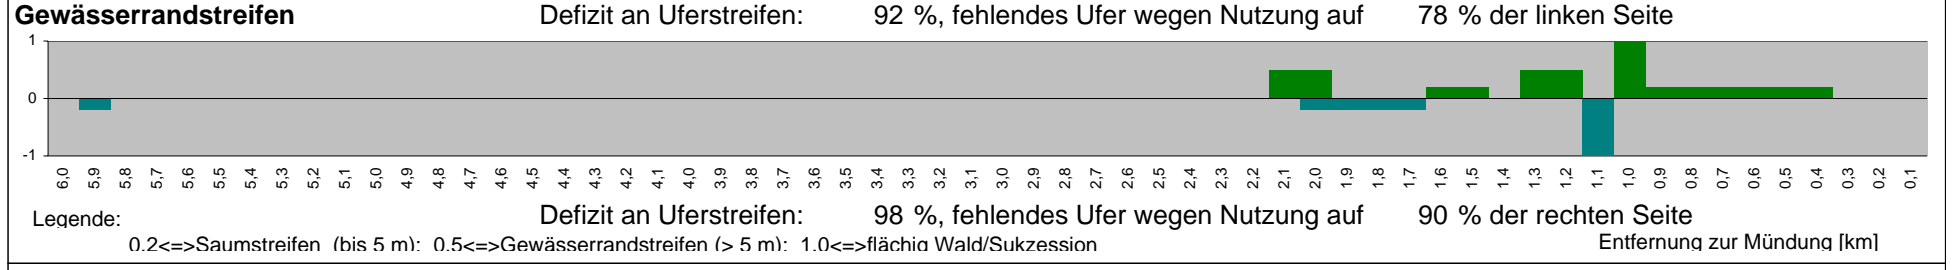 Gewässerrandstreifen Defizit an Uferstreifen: 92 %, fehlendes Ufer wegen Nutzung auf 78 % der linken Seite
1
0
-1
6,0 5,9 5,8 5,7 5,6 5,5 5,4 5,3 5,2 5,1 5,0 4,9 4,8 4,7 4,6 4,5 4,4 4,3 4,2 4,1 4,0 3,9 3,8 3,7 3,6 3,5 3,4 3,3 3,2 3,1 3,0 2,9 2,8 2,7 2,6 2,5 2,4 2,3 2,2 2,1 2,0 1,9 1,8 1,7 1,6 1,5 1,4 1,3 1,2 1,1 1,0 0,9 0,8 0,7 0,6 0,5 0,4 0,3 0,2 0,1
Legende: Defizit an Uferstreifen: 98 %, fehlendes Ufer wegen Nutzung auf 90 % der rechten Seite
0.2<=>Saumstreifen (bis 5 m); 0.5<=>Gewässerrandstreifen (> 5 m); 1.0<=>flächig Wald/Sukzession Entfernung zur Mündung [km]